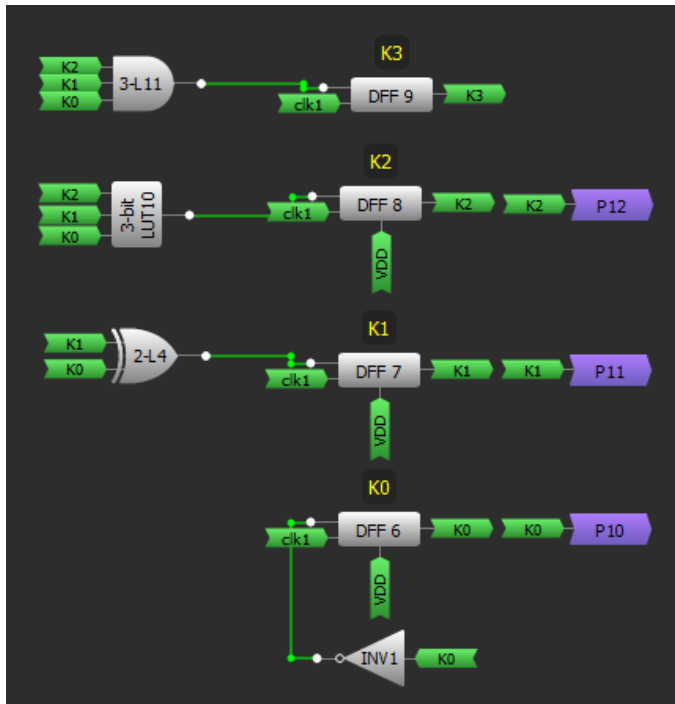 K3
K2
K1
K0
3-L11
clk1
DFF 9
K3
K2
K2
K1
K0
3-bit
LUT10
clk1
DFF 8
K2
K2
P12
VDD
K1
K1
K0
2-L4
clk1
DFF 7
K1
K1
P11
VDD
K0
clk1
DFF 6
K0
K0
P10
VDD
INV1
K0